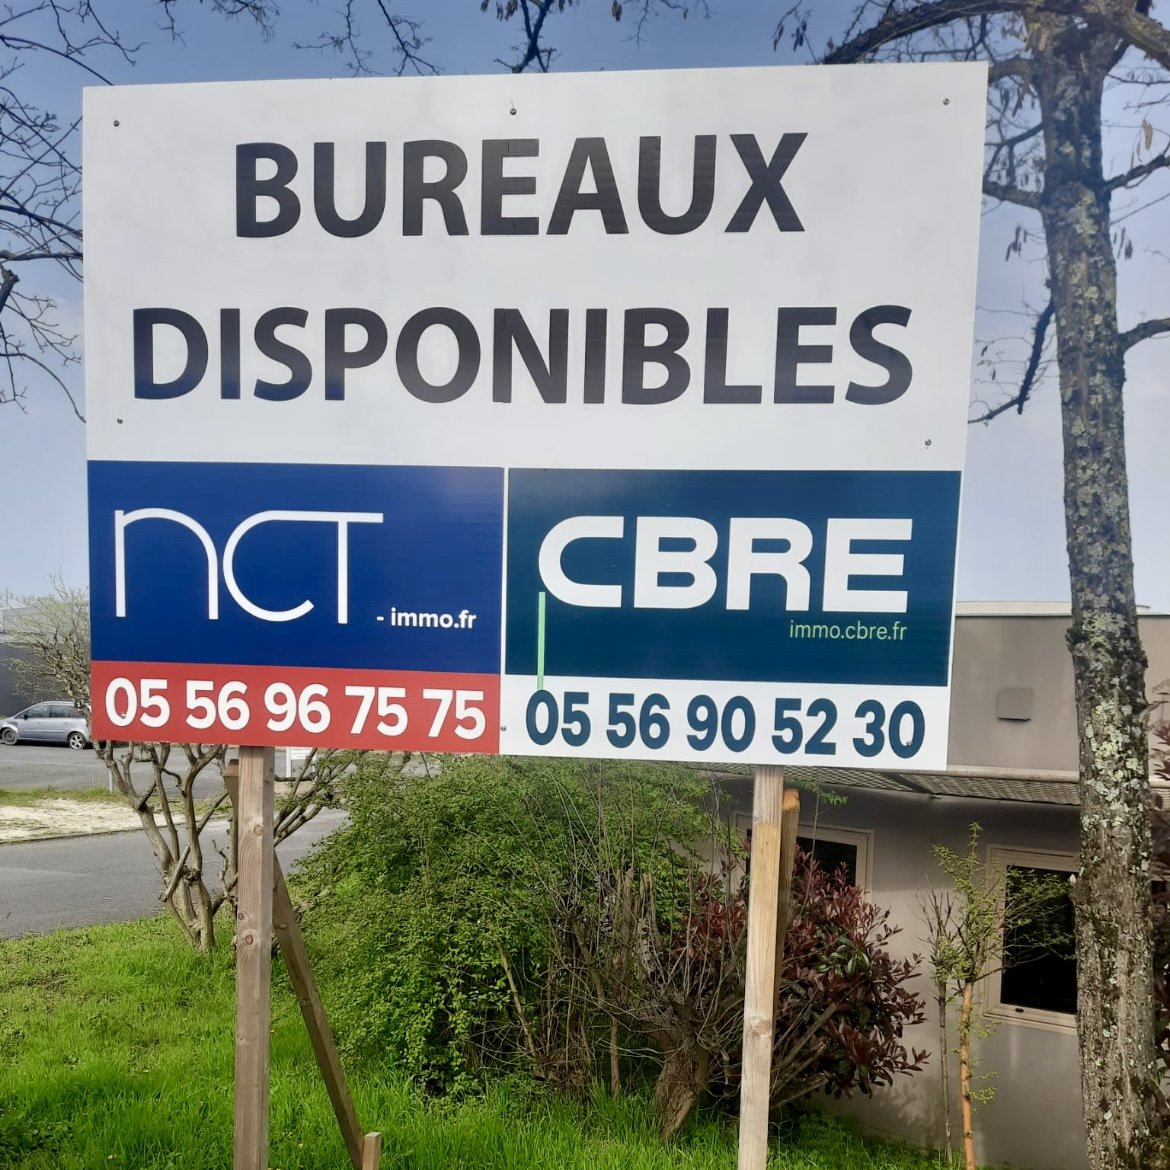 BUREAUX
DISPONIBLES
nCT
- immo.fr
05 56 96 75 75
CBRE
immo.cbre.fr
05 56 90 52 30